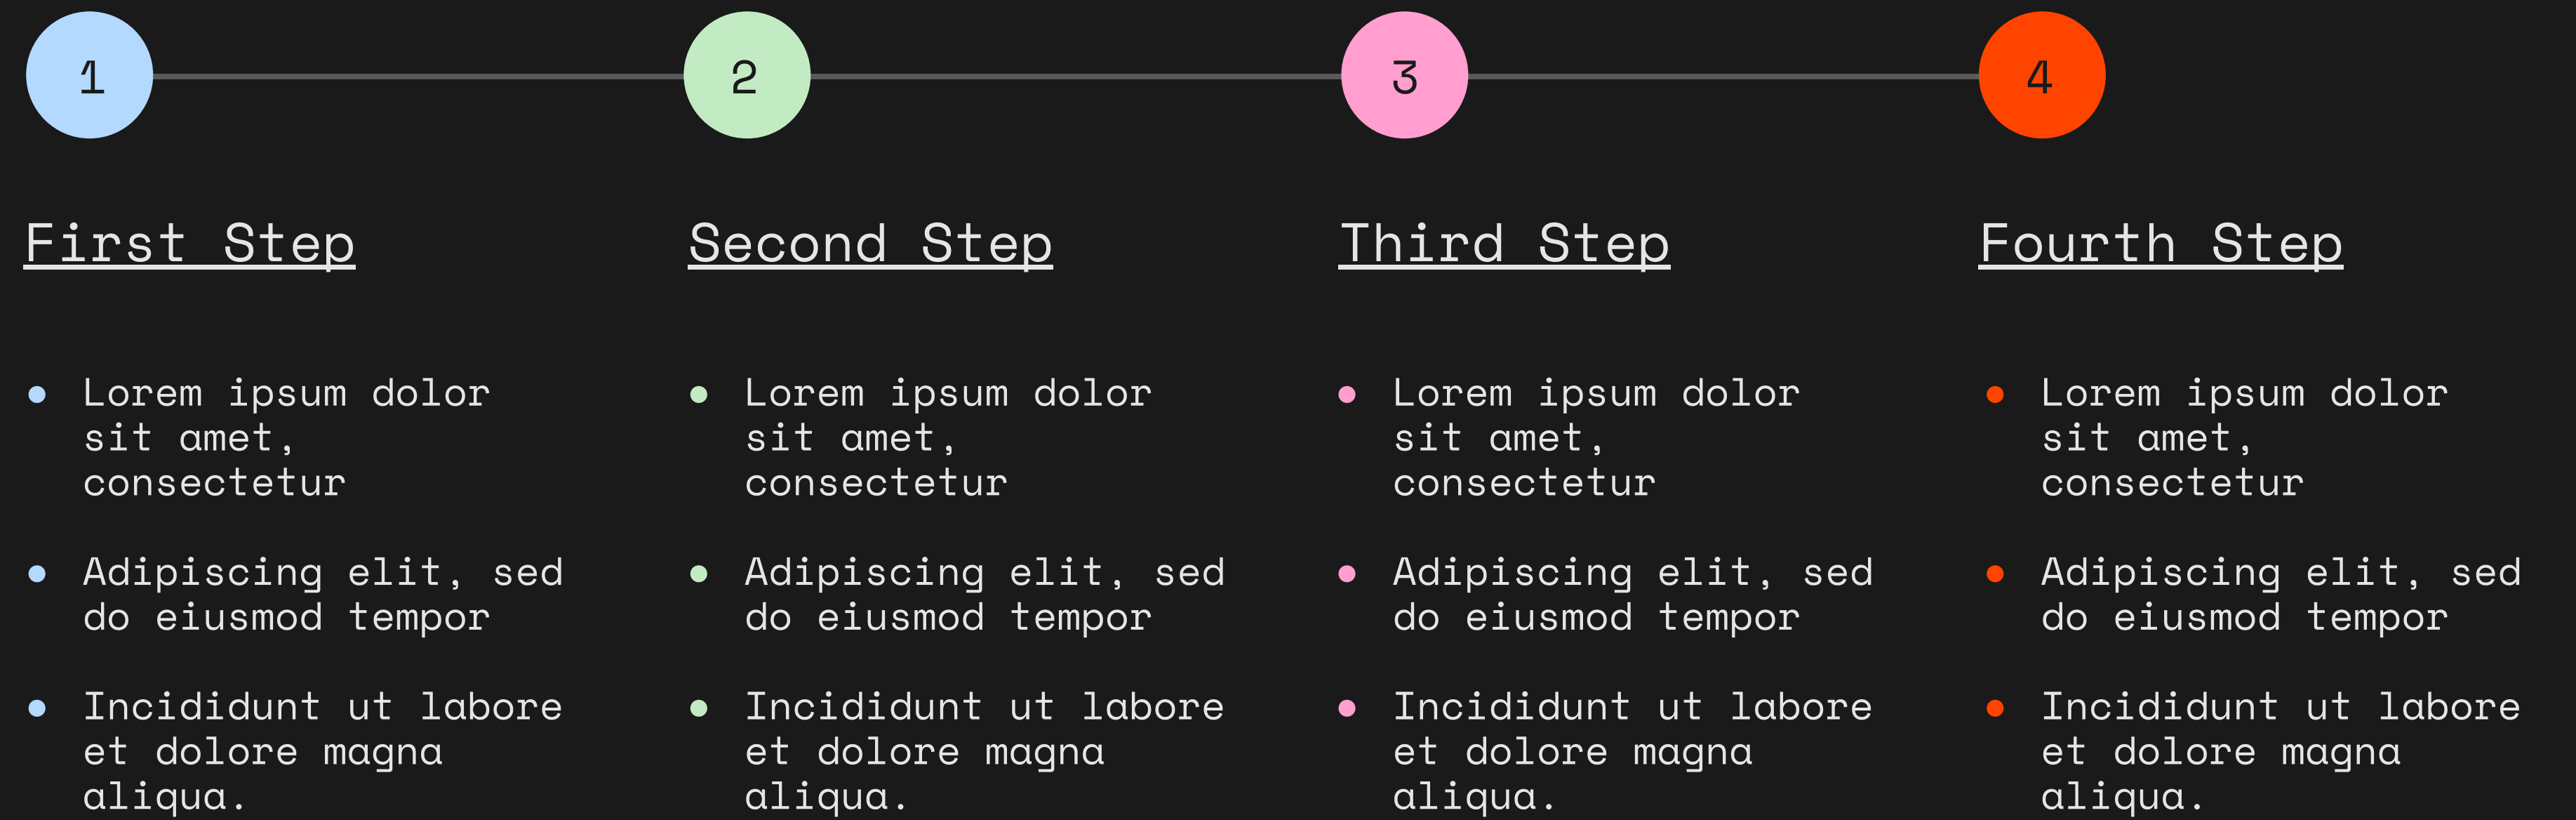 1
2
3
4
First Step
Lorem ipsum dolor
sit amet,
consectetur
Adipiscing elit, sed
do eiusmod tempor
Incididunt ut labore
et dolore magna
aliqua.
Second Step
Lorem ipsum dolor
sit amet,
consectetur
Adipiscing elit, sed
do eiusmod tempor
Incididunt ut labore
et dolore magna
aliqua.
Third Step
Lorem ipsum dolor
sit amet,
consectetur
Adipiscing elit, sed
do eiusmod tempor
Incididunt ut labore
et dolore magna
aliqua.
Fourth Step
Lorem ipsum dolor
sit amet,
consectetur
Adipiscing elit, sed
do eiusmod tempor
Incididunt ut labore
et dolore magna
aliqua.